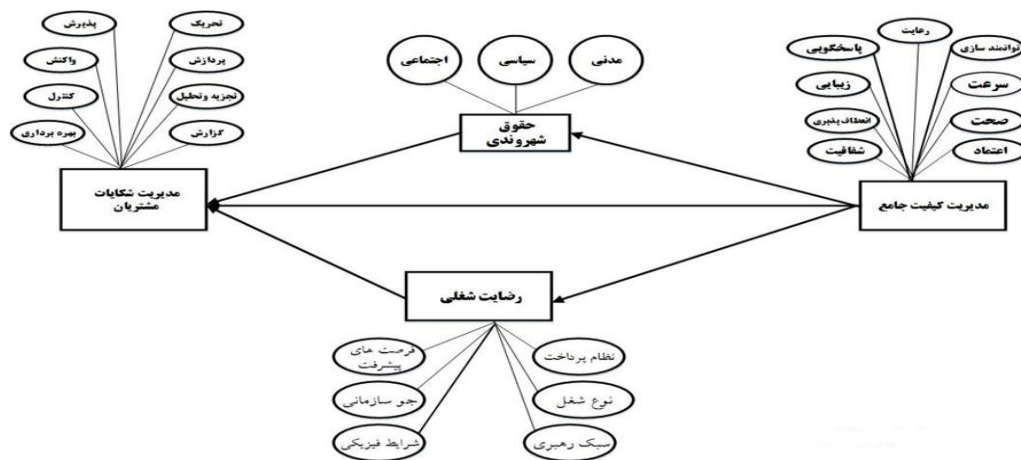 رعایت
توانمند سازی
پاسخگویی
سرعت
زیبایی
صحت
انعطاف پذیری
اعتماد
شفافیت
مدیریت کیفیت جامع
مدنی
سیاسی
اجتماعی
حقوق
شهروندی
تحریک
پذیرش
پردازش
واکنش
تجزیه وتحلیل
کنترل
گزارش
بهره برداری
مدیریت شکایات
مشتریان
رضایت شغلی
نظام پرداخت
فرصت های
پیشرفت
نوع شغل
جو سازمانی
سبک رهبری
شرایط فیزیکی